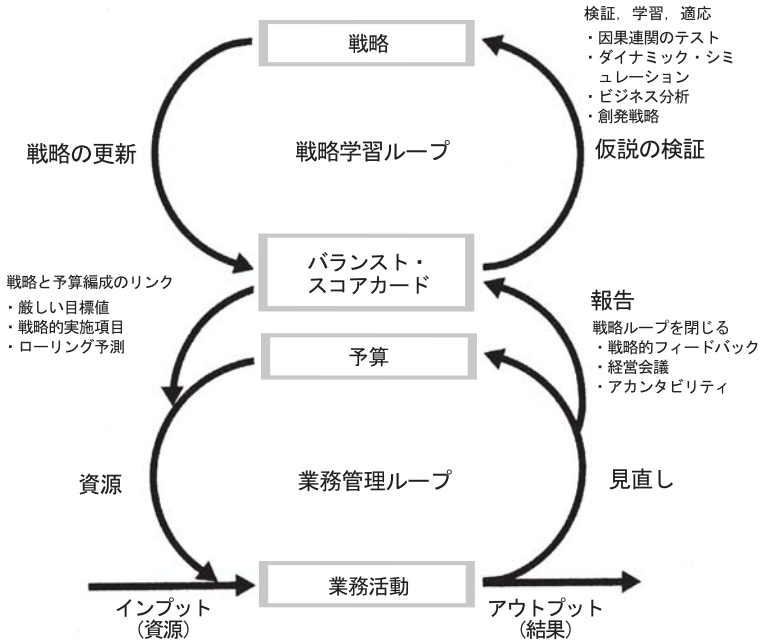 検証，学習，適応
・因果連関のテスト
・ダイナミック・シミ
ュレーション
・ビジネス分析
・創発戦略
戦略
戦略の更新
戦略学習ループ
仮説の検証
バランスト・
スコアカード
戦略と予算編成のリンク
・厳しい目標値
・戦略的実施項目
・ローリング予測
報告
戦略ループを閉じる
・戦略的フィードバック
・経営会議
・アカンタビリティ
予算
資源
業務管理ループ
見直し
業務活動
インプット
（資源）
アウトプット
（結果）